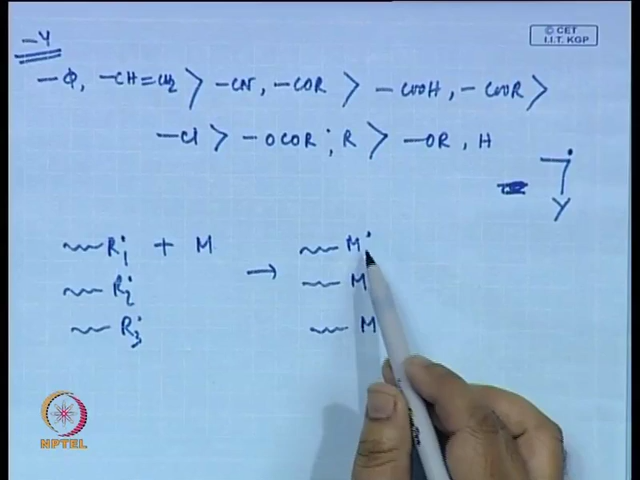 -Y
© CET
I.I.T. KGP
-Φ, -CH=CH₂ > -CN, -COR > -COOH, -COOR >
-Cl > -OCOR; R > -OR, H
Y
R₁• + M → M•
R₂• M
R₃• M
NPTEL